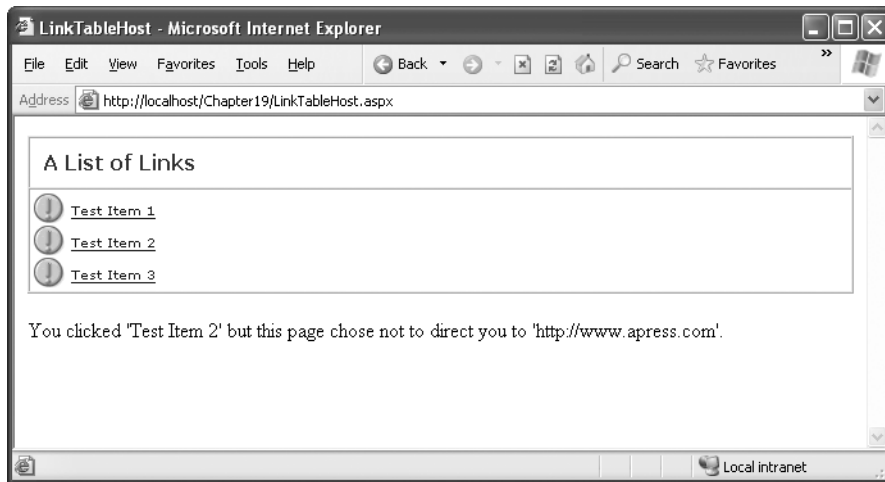 LinkTableHost - Microsoft Internet Explorer
File Edit View Favorites Tools Help Back Search Favorites »
Address http://localhost/Chapter19/LinkTableHost.aspx
A List of Links
Test Item 1
Test Item 2
Test Item 3
You clicked 'Test Item 2' but this page chose not to direct you to 'http://www.apress.com'.
Local intranet